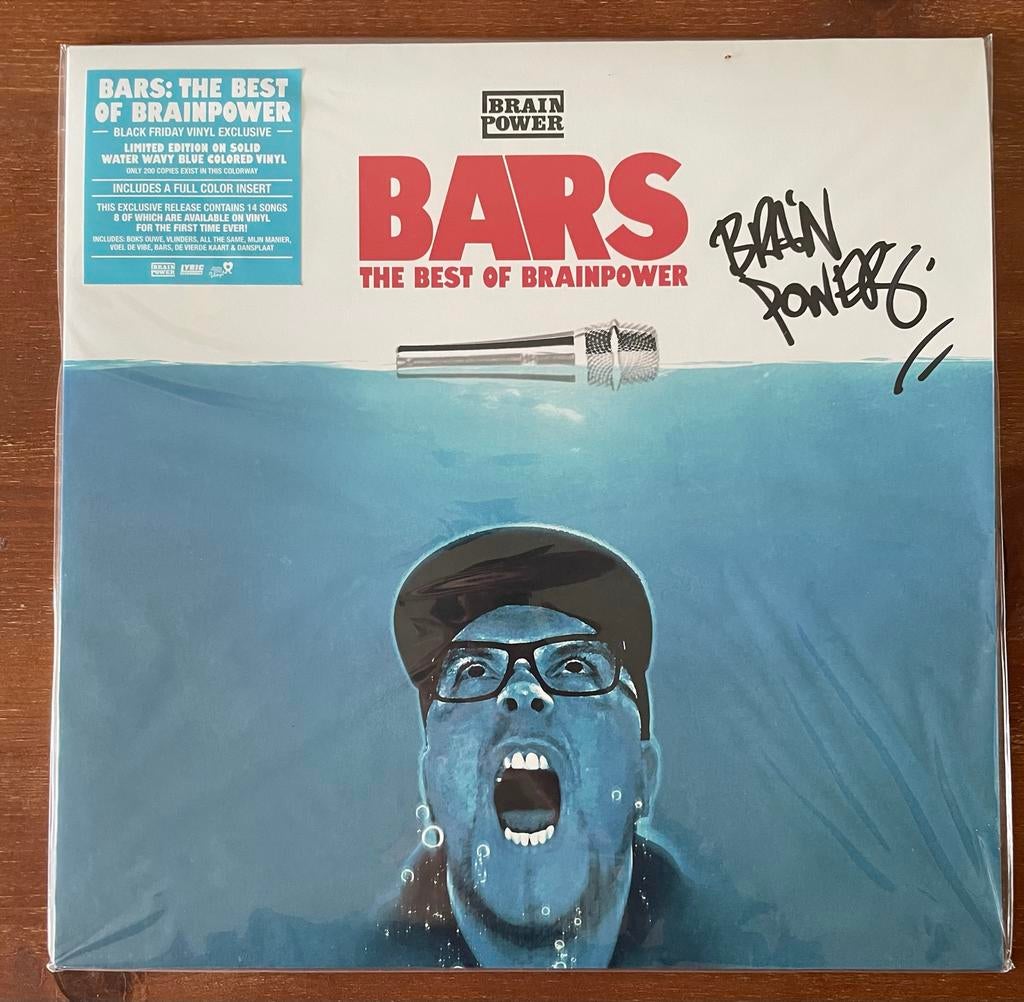 BARS: THE BEST
OF BRAINPOWER
BLACK FRIDAY VINYL EXCLUSIVE
LIMITED EDITION ON SOLID
WATER WAVY BLUE COLORED VINYL
ONLY 200 COPIES EXIST IN THIS COLORWAY
INCLUDES A FULL COLOR INSERT
THIS EXCLUSIVE RELEASE CONTAINS 14 SONGS
8 OF WHICH ARE AVAILABLE ON VINYL
FOR THE FIRST TIME EVER!
INCLUDES: BOKS OUWE, VLINDERS, ALL THE SAME, MIJN MANIER,
VOEL DE VIBE, BARS, DE VIERDE KAART & DANSPLAAT
BRAIN
POWER
LYRIC
BRAIN
POWER
BARS
THE BEST OF BRAINPOWER
BRAIN
POWER